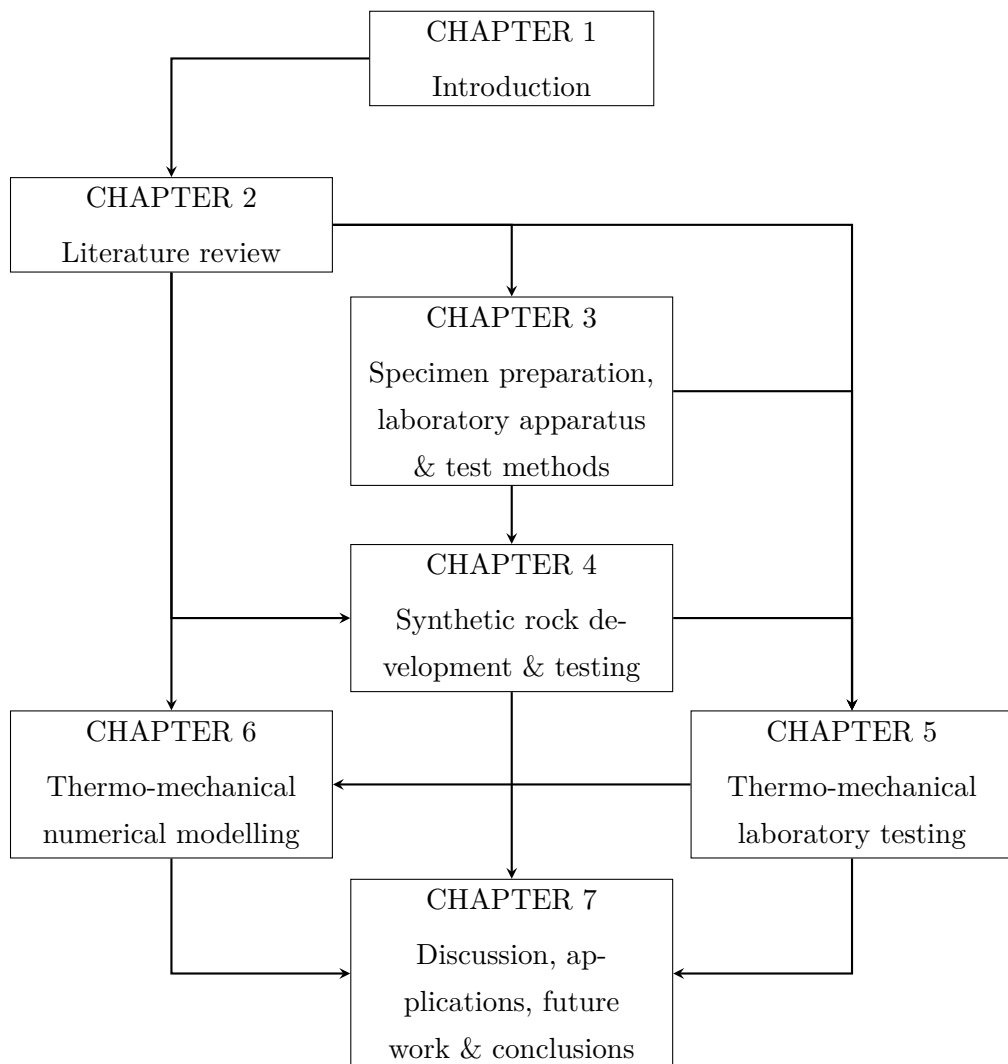 CHAPTER 1
Introduction
CHAPTER 2
Literature review
CHAPTER 3
Specimen preparation,
laboratory apparatus
& test methods
CHAPTER 4
Synthetic rock de-
velopment & testing
CHAPTER 6
Thermo-mechanical
numerical modelling
CHAPTER 5
Thermo-mechanical
laboratory testing
CHAPTER 7
Discussion, ap-
plications, future
work & conclusions